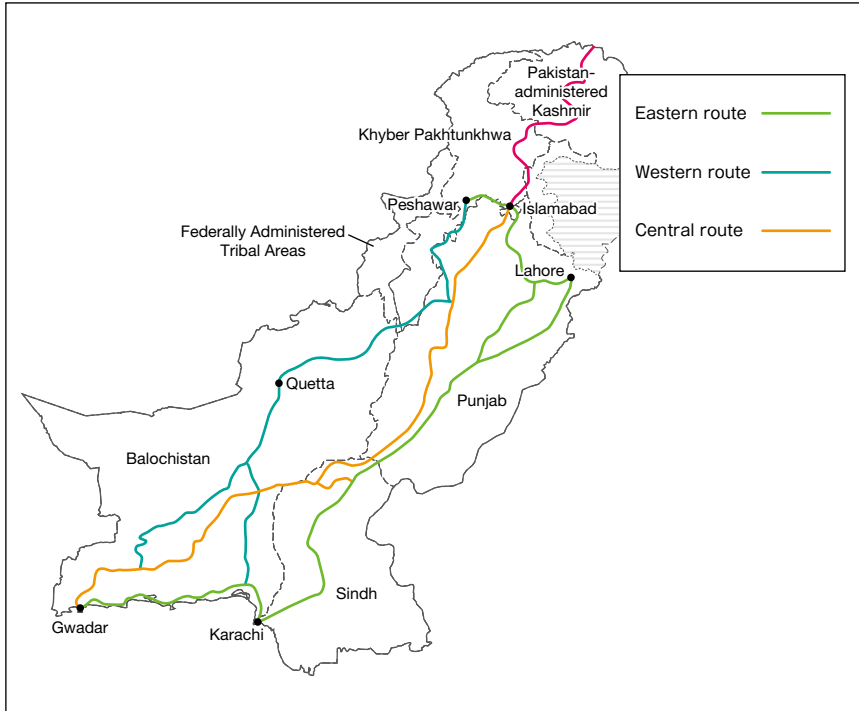 Pakistan-
administered
Kashmir
Khyber Pakhtunkhwa
Eastern route
Western route
Central route
Peshawar
Islamabad
Federally Administered
Tribal Areas
Lahore
Quetta
Punjab
Balochistan
Sindh
Gwadar
Karachi